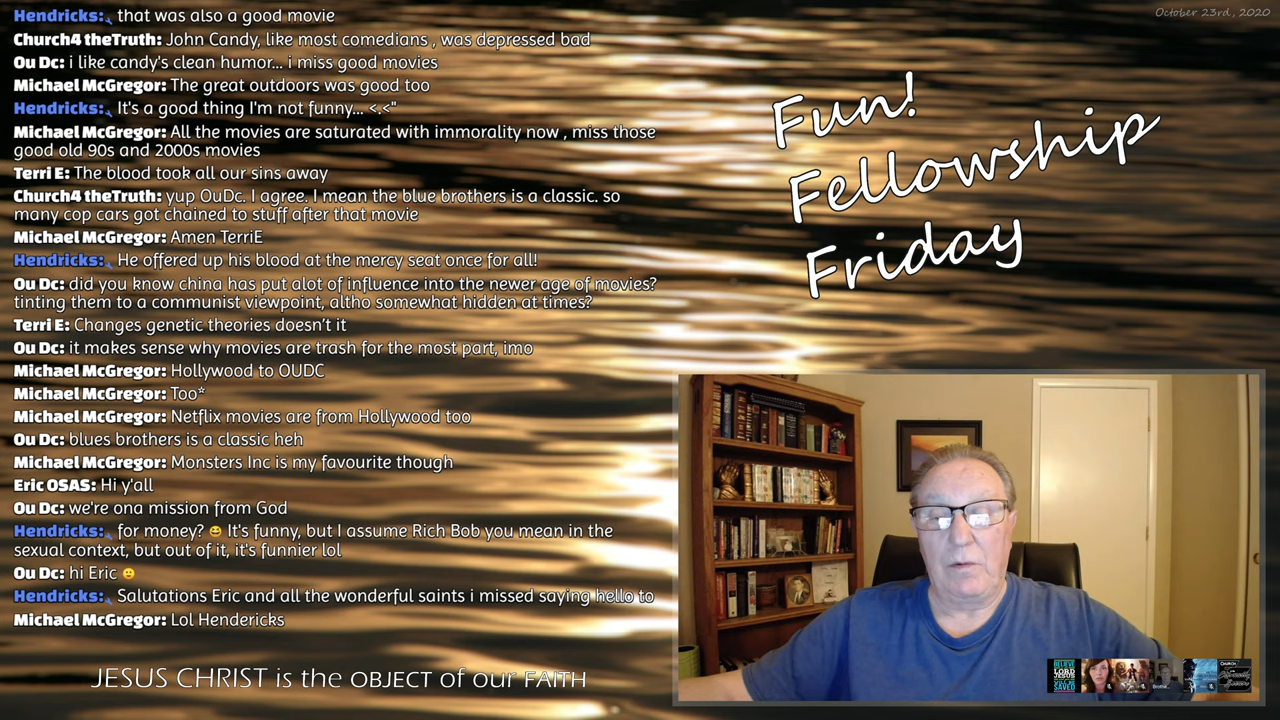 Hendricks: that was also a good movie
Church4 theTruth: John Candy, like most comedians , was depressed bad
Ou Dc: i like candy's clean humor... i miss good movies
Michael McGregor: The great outdoors was good too
Hendricks: It's a good thing I'm not funny... <.<"
Michael McGregor: All the movies are saturated with immorality now , miss those
good old 90s and 2000s movies
Terri E: The blood took all our sins away
Church4 theTruth: yup OuDc. I agree. I mean the blue brothers is a classic. so
many cop cars got chained to stuff after that movie
Michael McGregor: Amen TerriE
Hendricks: He offered up his blood at the mercy seat once for all!
Ou Dc: did you know china has put alot of influence into the newer age of movies?
tinting them to a communist viewpoint, altho somewhat hidden at times?
Terri E: Changes genetic theories doesn't it
Ou Dc: it makes sense why movies are trash for the most part, imo
Michael McGregor: Hollywood to OUDC
Michael McGregor: Too*
Michael McGregor: Netflix movies are from Hollywood too
Ou Dc: blues brothers is a classic heh
Michael McGregor: Monsters Inc is my favourite though
Eric OSAS: Hi y'all
Ou Dc: we're ona mission from God
Hendricks: for money? 😆 It's funny, but I assume Rich Bob you mean in the
sexual context, but out of it, it's funnier lol
Ou Dc: hi Eric 🙂
Hendricks: Salutations Eric and all the wonderful saints i missed saying hello to
Michael McGregor: Lol Hendericks
JESUS CHRIST is the OBJECT of our FAITH
October 23rd, 2020
Fun!
Fellowship
Friday
BELIEVE
LORD
JESUS
SAVED
CHURCH